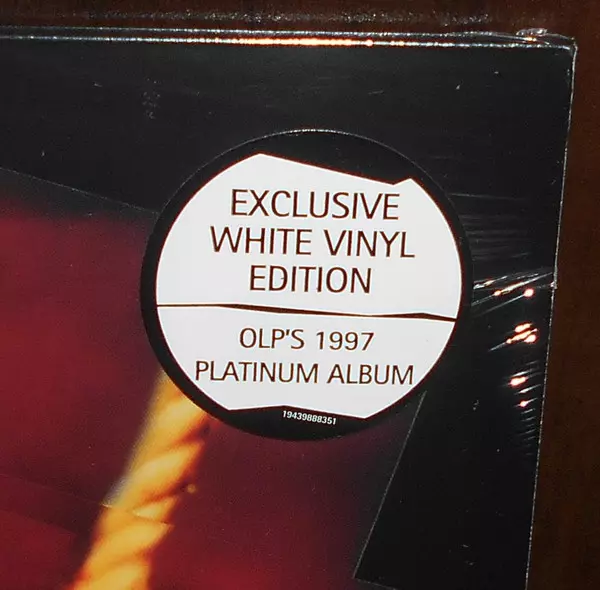 EXCLUSIVE
WHITE VINYL
EDITION
OLP'S 1997
PLATINUM ALBUM
19439888351